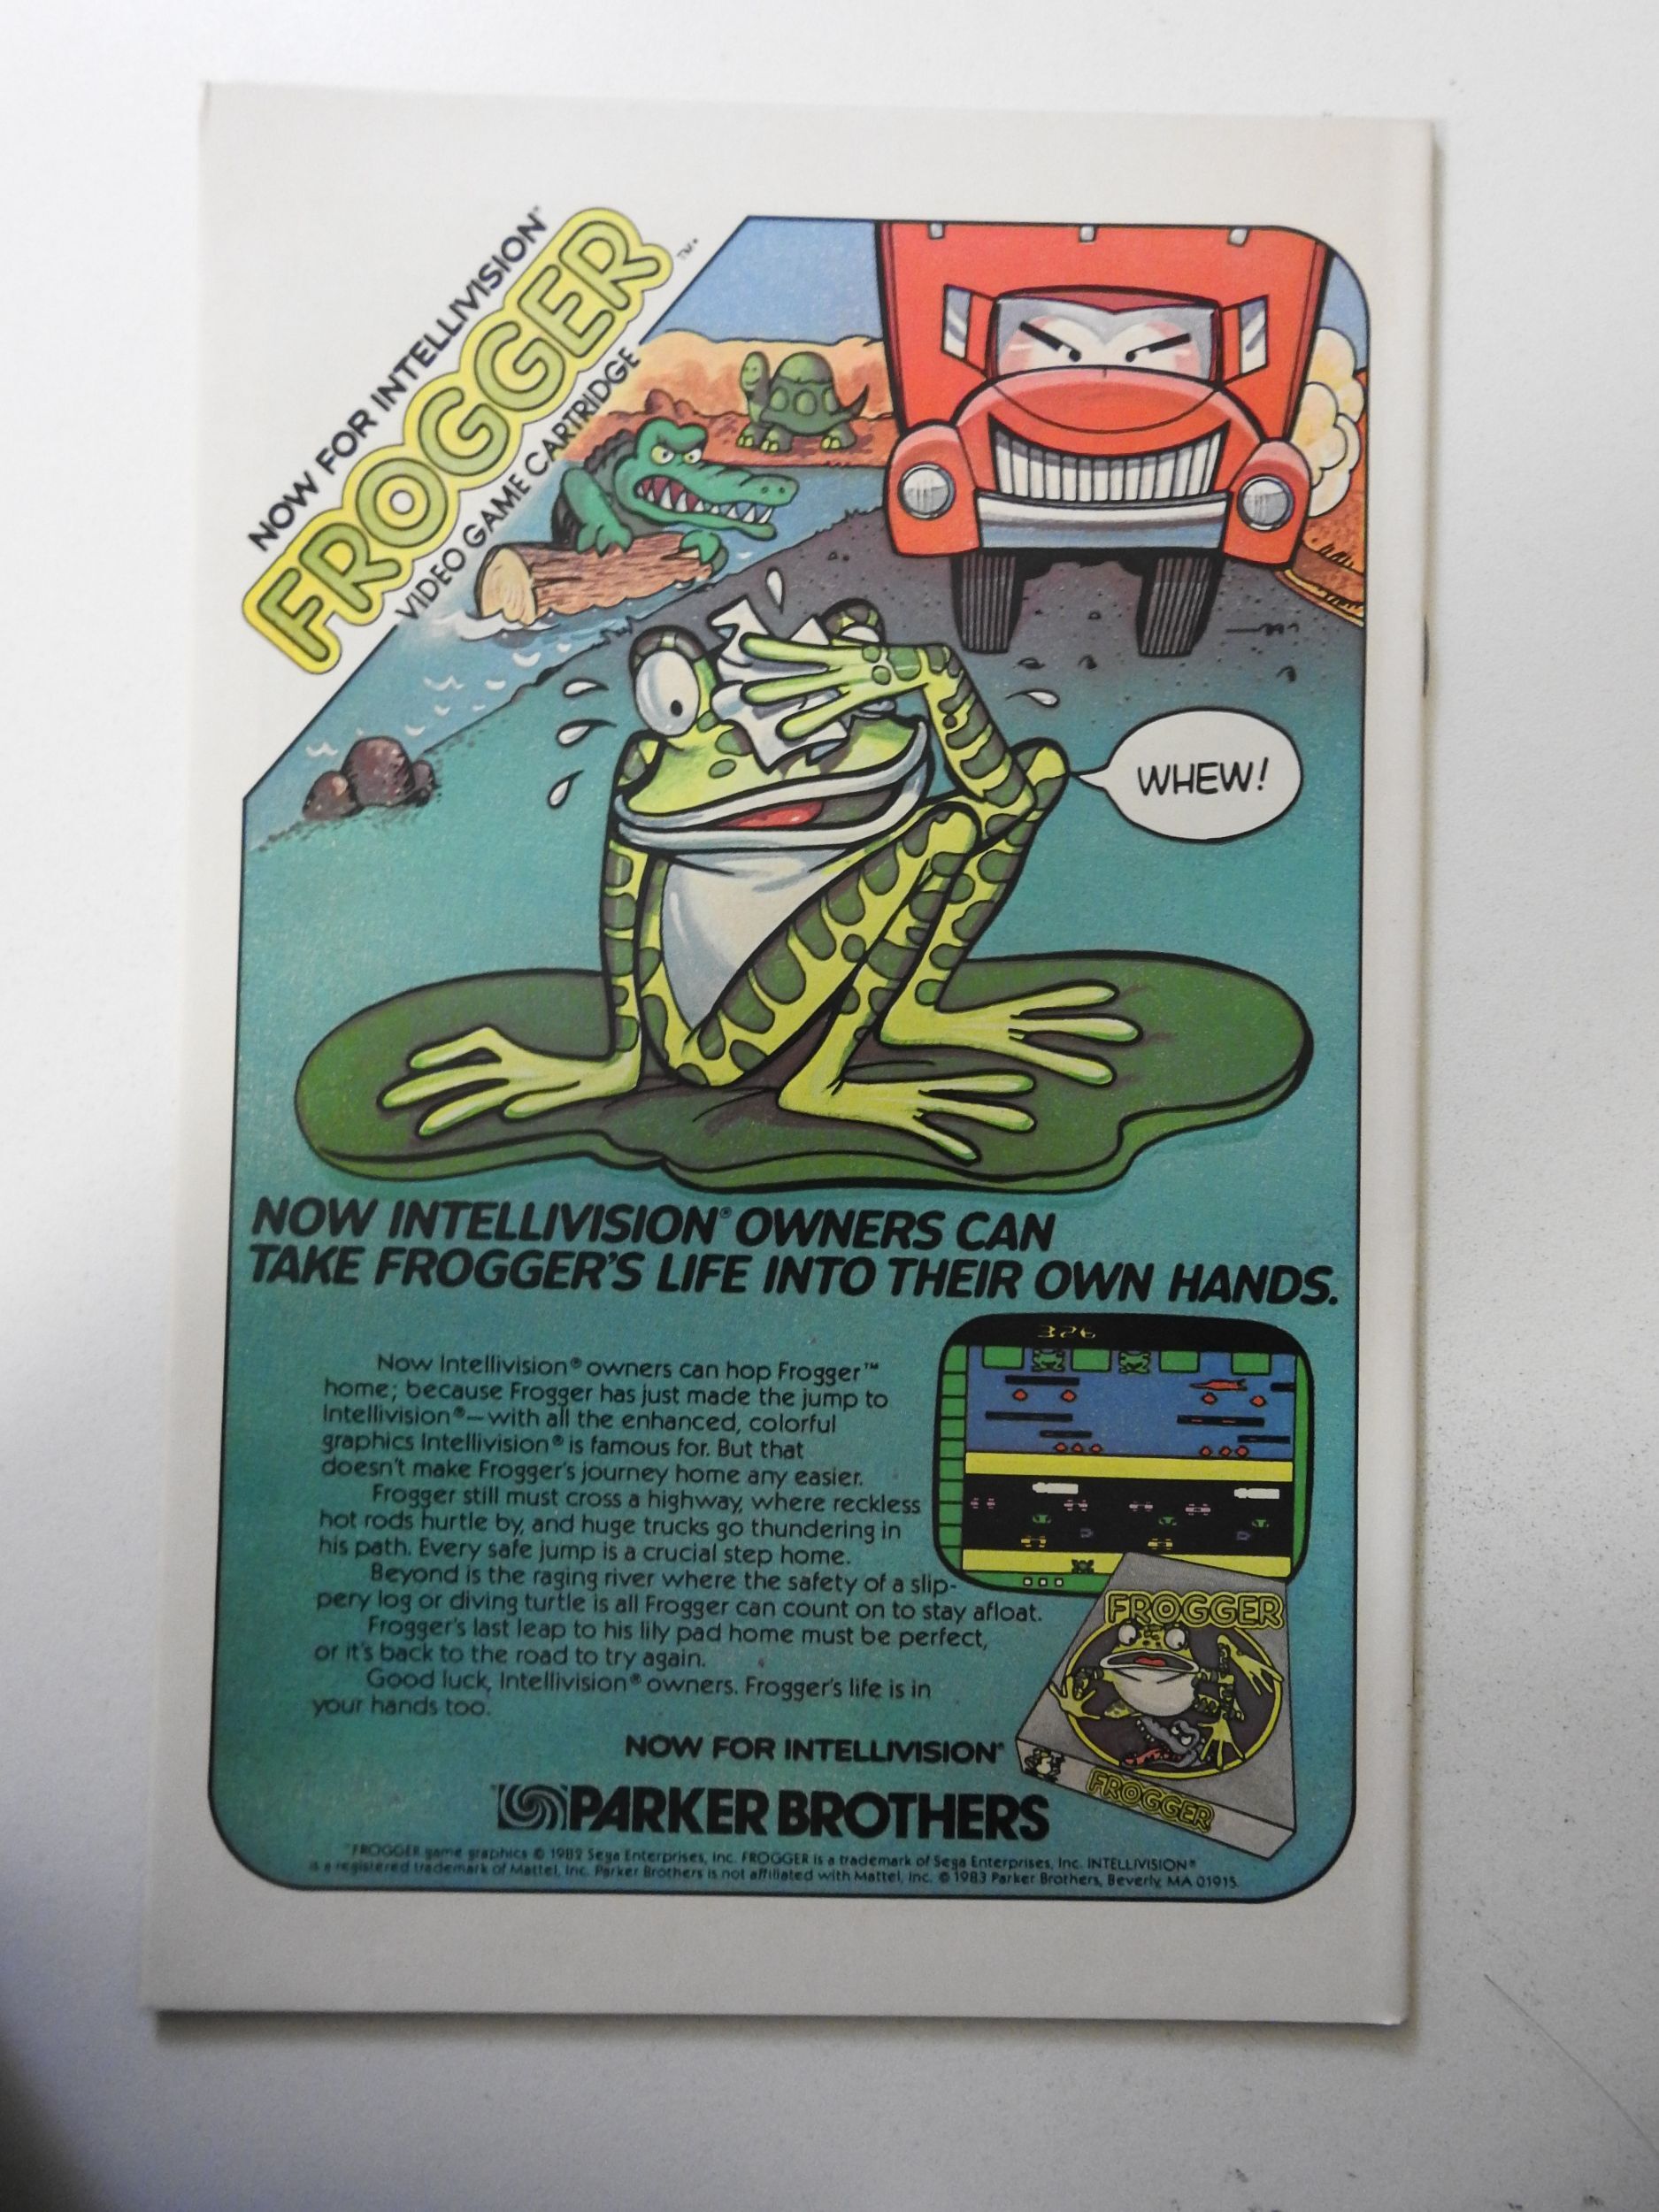 NOW FOR INTELLIVISION®
FROGGER™
VIDEO GAME CARTRIDGE
WHEW!
NOW INTELLIVISION® OWNERS CAN
TAKE FROGGER'S LIFE INTO THEIR OWN HANDS.
Now Intellivision® owners can hop Frogger™
home; because Frogger has just made the jump to
Intellivision®—with all the enhanced, colorful
graphics Intellivision® is famous for. But that
doesn't make Frogger's journey home any easier.
Frogger still must cross a highway, where reckless
hot rods hurtle by, and huge trucks go thundering in
his path. Every safe jump is a crucial step home.
Beyond is the raging river where the safety of a slip-
pery log or diving turtle is all Frogger can count on to stay afloat.
Frogger's last leap to his lily pad home must be perfect,
or it's back to the road to try again.
Good luck, Intellivision® owners. Frogger's life is in
your hands too.
326
FROGGER
FROGGER
NOW FOR INTELLIVISION®
PARKER BROTHERS
FROGGER game graphics © 1982 Sega Enterprises, Inc. FROGGER is a trademark of Sega Enterprises, Inc. INTELLIVISION®
is a registered trademark of Mattel, Inc. Parker Brothers is not affiliated with Mattel, Inc. © 1983 Parker Brothers, Beverly, MA 01915.